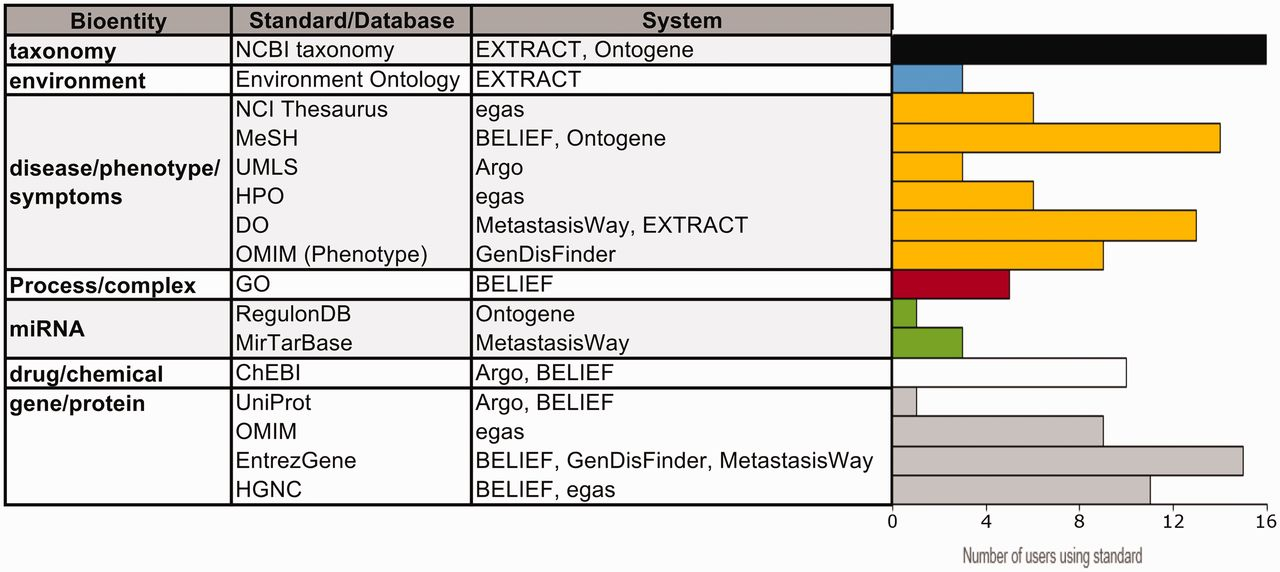 Bioentity Standard/Database System
taxonomy NCBI taxonomy EXTRACT, Ontogene
environment Environment Ontology EXTRACT
NCI Thesaurus egas
MeSH BELIEF, Ontogene
disease/phenotype/ UMLS Argo
symptoms HPO egas
DO MetastasisWay, EXTRACT
OMIM (Phenotype) GenDisFinder
Process/complex GO BELIEF
RegulonDB Ontogene
miRNA
MirTarBase MetastasisWay
drug/chemical ChEBI Argo, BELIEF
gene/protein UniProt Argo, BELIEF
OMIM egas
EntrezGene BELIEF, GenDisFinder, MetastasisWay
HGNC BELIEF, egas
0 4 8 12 16
Number of users using standard